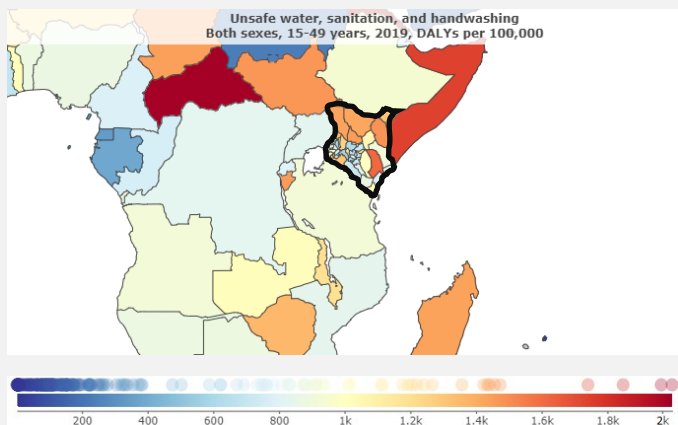 Unsafe water, sanitation, and handwashing
Both sexes, 15-49 years, 2019, DALYs per 100,000
200 400 600 800 1k 1.2k 1.4k 1.6k 1.8k 2k